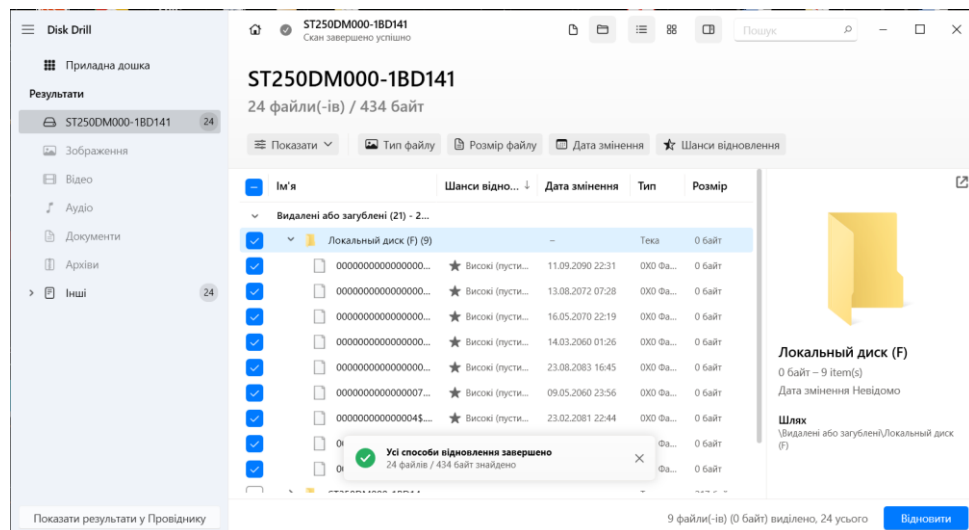 Disk Drill
ST250DM000-1BD141
Скан завершено успішно
Пошук
Приладна дошка
Результати
ST250DM000-1BD141 24
Зображення
Відео
Аудіо
Документи
Архіви
Інші 24
ST250DM000-1BD141
24 файли(-ів) / 434 байт
Показати Тип файлу Розмір файлу Дата змінення Шанси відновлення
Ім'я Шанси відно... Дата змінення Тип Розмір
Видалені або загублені (21) - 2...
Локальный диск (F) (9) – Тека 0 байт
0000000000000000... Високі (пусти... 11.09.2090 22:31 0X0 Фа... 0 байт
0000000000000000... Високі (пусти... 13.08.2072 07:28 0X0 Фа... 0 байт
0000000000000000... Високі (пусти... 16.05.2070 22:19 0X0 Фа... 0 байт
0000000000000000... Високі (пусти... 14.03.2060 01:26 0X0 Фа... 0 байт
0000000000000000... Високі (пусти... 23.08.2083 16:45 0X0 Фа... 0 байт
000000000000007... Високі (пусти... 09.05.2060 23:56 0X0 Фа... 0 байт
000000000000004$.... Високі (пусти... 23.02.2081 22:44 0X0 Фа... 0 байт
Фа... 0 байт
Фа... 0 байт
Усі способи відновлення завершено
24 файлів / 434 байт знайдено
Локальный диск (F)
0 байт – 9 item(s)
Дата змінення Невідомо
Шлях
\Видалені або загублені\Локальный диск
(F)
Показати результати у Провіднику
9 файли(-ів) (0 байт) виділено, 24 усього
Відновити